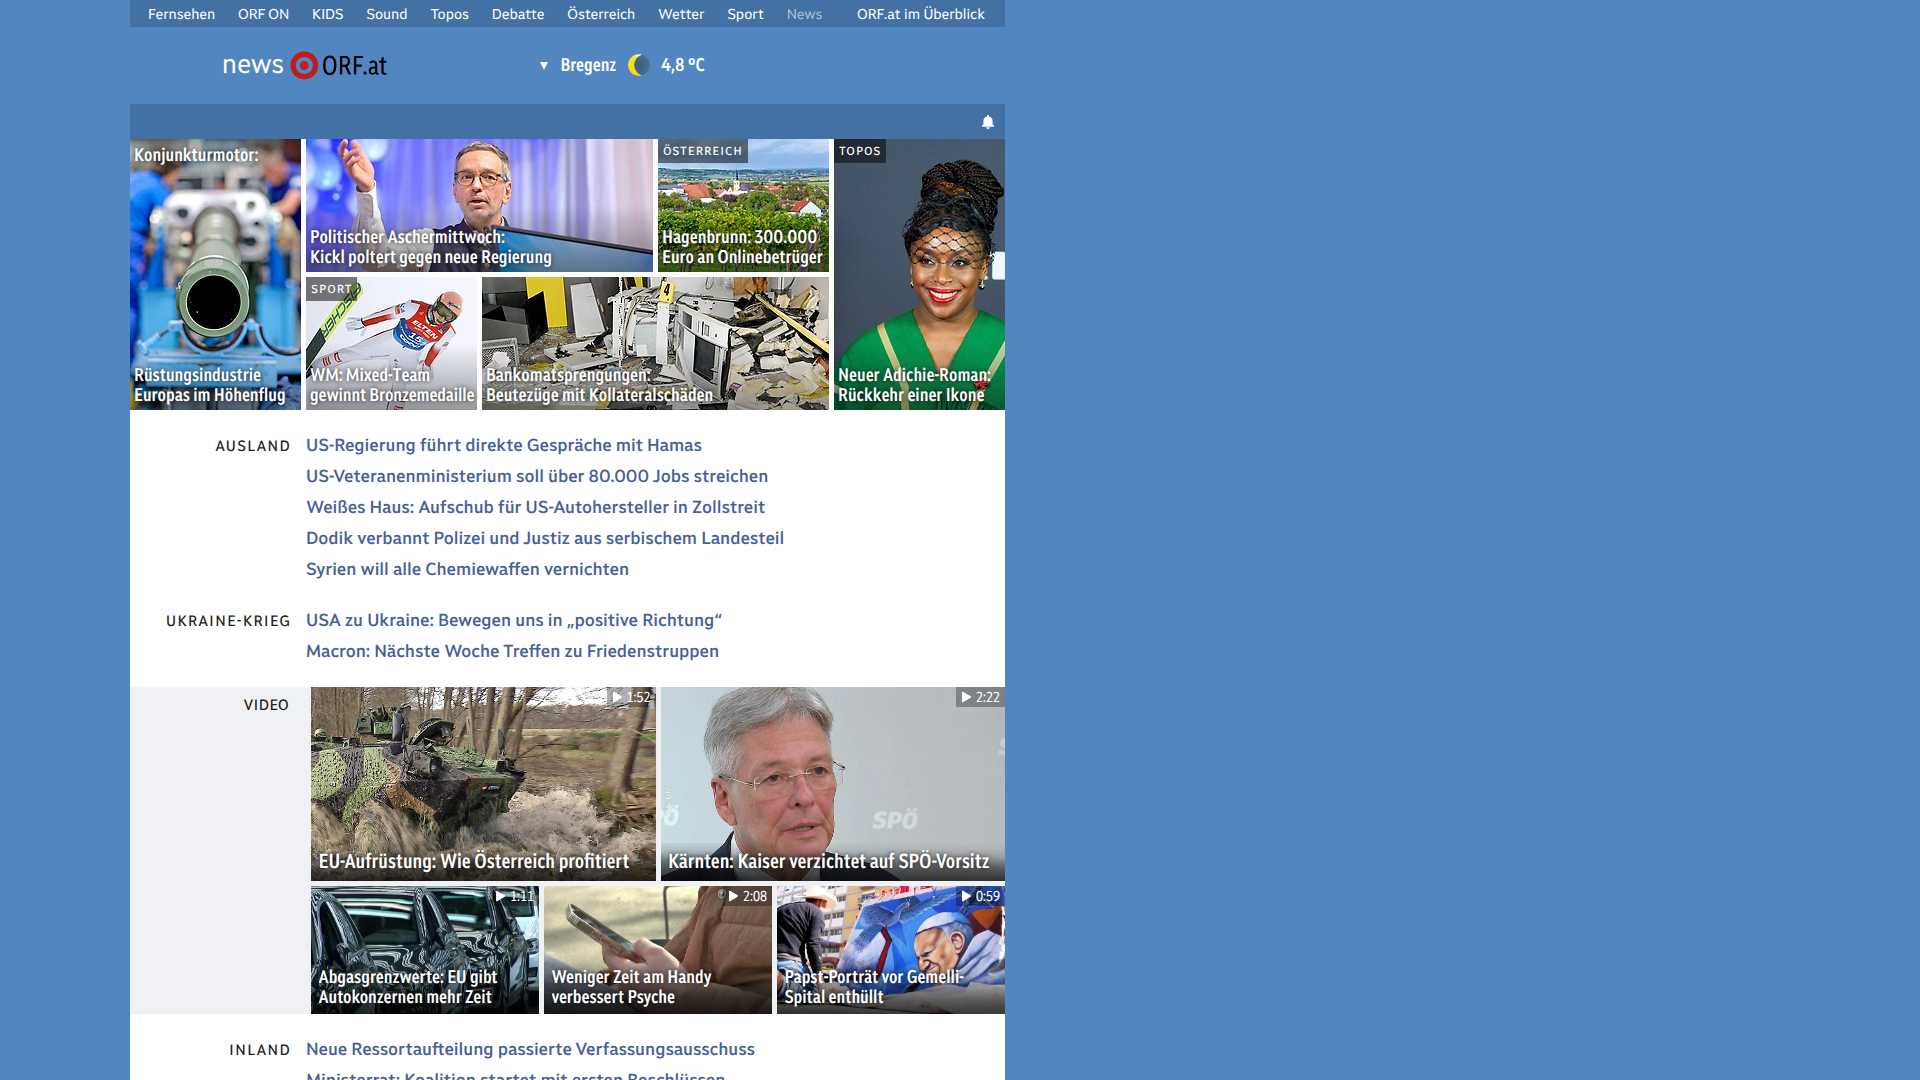 Fernsehen ORF ON KIDS Sound Topos Debatte Österreich Wetter Sport News ORF.at im Überblick
news ORF.at
Bregenz 4,8 °C
Konjunkturmotor:
Rüstungsindustrie
Europas im Höhenflug
Politischer Aschermittwoch:
Kickl poltert gegen neue Regierung
ÖSTERREICH
Hagenbrunn: 300.000
Euro an Onlinebetrüger
TOPOS
Neuer Adichie-Roman:
Rückkehr einer Ikone
SPORT
WM: Mixed-Team
gewinnt Bronzemedaille
Bankomatsprengungen:
Beutezüge mit Kollateralschäden
AUSLAND
US-Regierung führt direkte Gespräche mit Hamas
US-Veteranenministerium soll über 80.000 Jobs streichen
Weißes Haus: Aufschub für US-Autohersteller in Zollstreit
Dodik verbannt Polizei und Justiz aus serbischem Landesteil
Syrien will alle Chemiewaffen vernichten
UKRAINE-KRIEG
USA zu Ukraine: Bewegen uns in „positive Richtung“
Macron: Nächste Woche Treffen zu Friedenstruppen
VIDEO
1:52
EU-Aufrüstung: Wie Österreich profitiert
2:22
SPÖ
Kärnten: Kaiser verzichtet auf SPÖ-Vorsitz
1:11
Abgasgrenzwerte: EU gibt
Autokonzernen mehr Zeit
2:08
Weniger Zeit am Handy
verbessert Psyche
0:59
Papst-Porträt vor Gemelli-
Spital enthüllt
INLAND
Neue Ressortaufteilung passierte Verfassungsausschuss
Ministerrat: Koalition startet mit ersten Beschlüssen